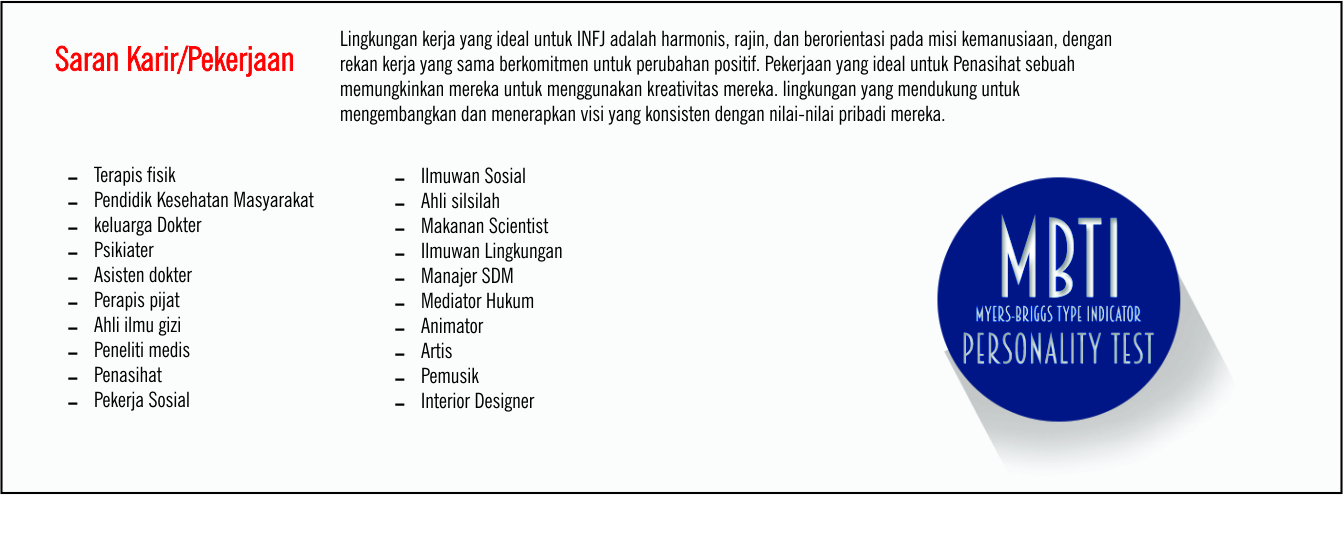 Saran Karir/Pekerjaan
Lingkungan kerja yang ideal untuk INFJ adalah harmonis, rajin, dan berorientasi pada misi kemanusiaan, dengan
rekan kerja yang sama berkomitmen untuk perubahan positif. Pekerjaan yang ideal untuk Penasihat sebuah
memungkinkan mereka untuk menggunakan kreativitas mereka. lingkungan yang mendukung untuk
mengembangkan dan menerapkan visi yang konsisten dengan nilai-nilai pribadi mereka.
- Terapis fisik
- Pendidik Kesehatan Masyarakat
- keluarga Dokter
- Psikiater
- Asisten dokter
- Perapis pijat
- Ahli ilmu gizi
- Peneliti medis
- Penasihat
- Pekerja Sosial
- Ilmuwan Sosial
- Ahli silsilah
- Makanan Scientist
- Ilmuwan Lingkungan
- Manajer SDM
- Mediator Hukum
- Animator
- Artis
- Pemusik
- Interior Designer
MBTI
MYERS-BRIGGS TYPE INDICATOR
PERSONALITY TEST